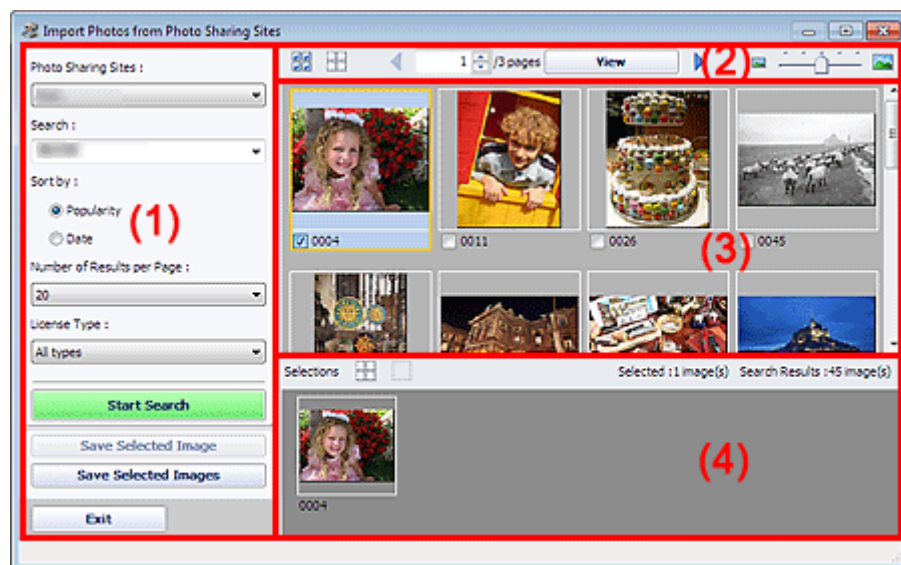 Import Photos from Photo Sharing Sites
Photo Sharing Sites :
Search :
Sort by :
Popularity
Date
(1)
Number of Results per Page :
20
License Type :
All types
Start Search
Save Selected Image
Save Selected Images
Exit
1 /3 pages View (2)
0004 0011 0026 0045
(3)
Selections Selected :1 image(s) Search Results :45 image(s)
(4)
0004